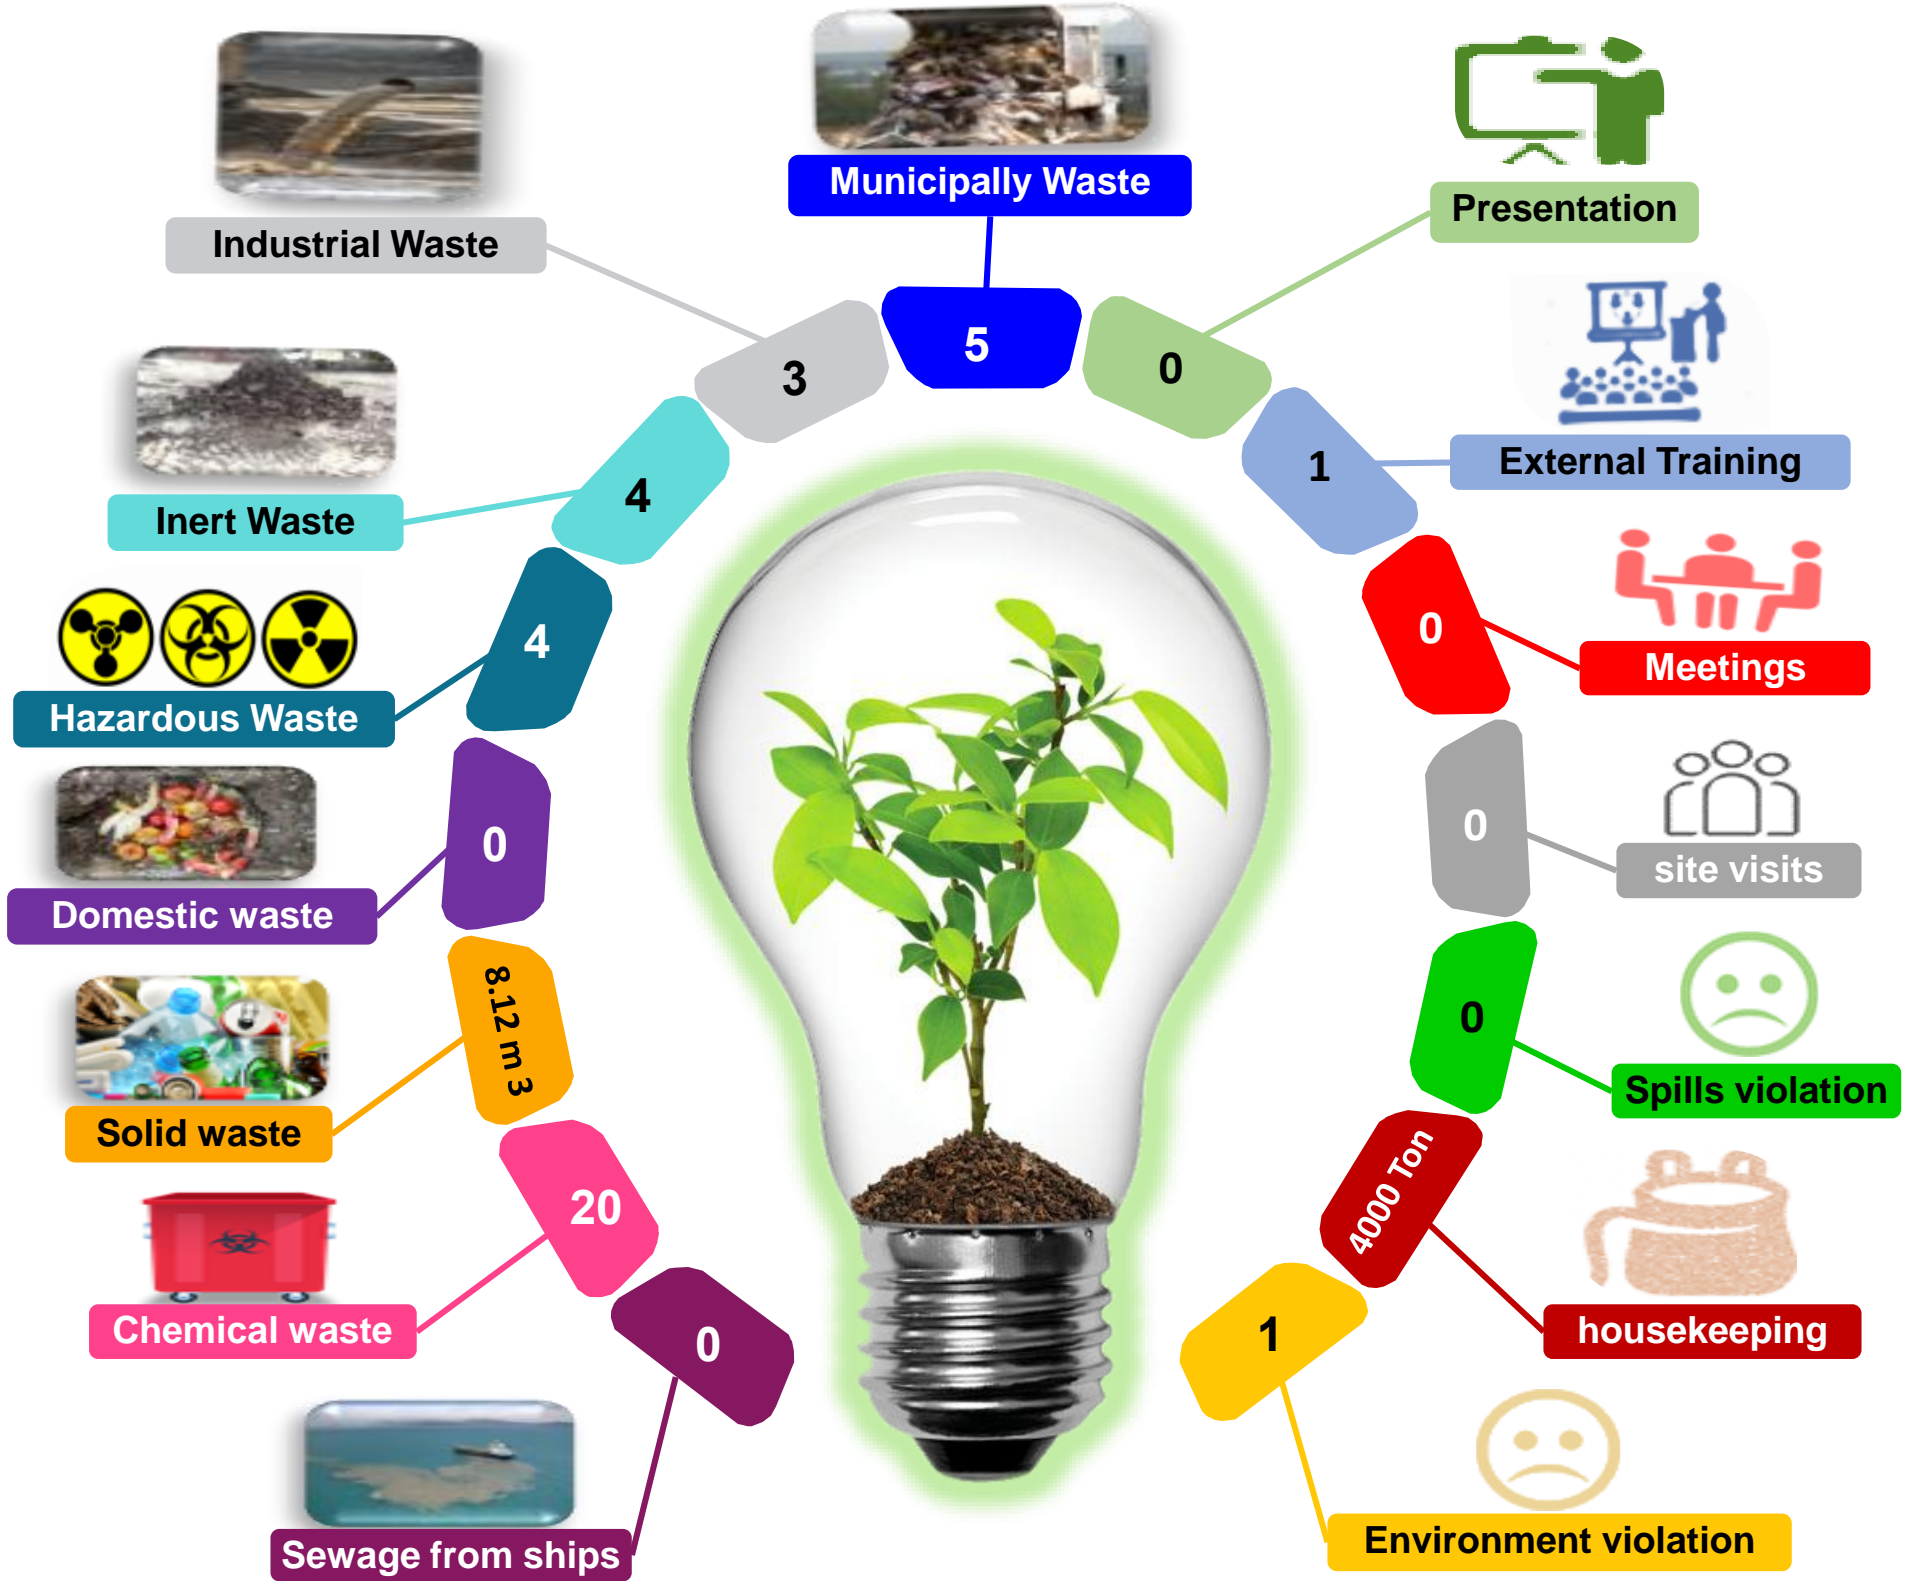 Municipally Waste
5
Presentation
0
Industrial Waste
3
External Training
1
Inert Waste
4
Meetings
0
Hazardous Waste
4
site visits
0
Domestic waste
0
Spills violation
0
Solid waste
8.12 m 3
housekeeping
4000 Ton
Chemical waste
20
Environment violation
1
Sewage from ships
0